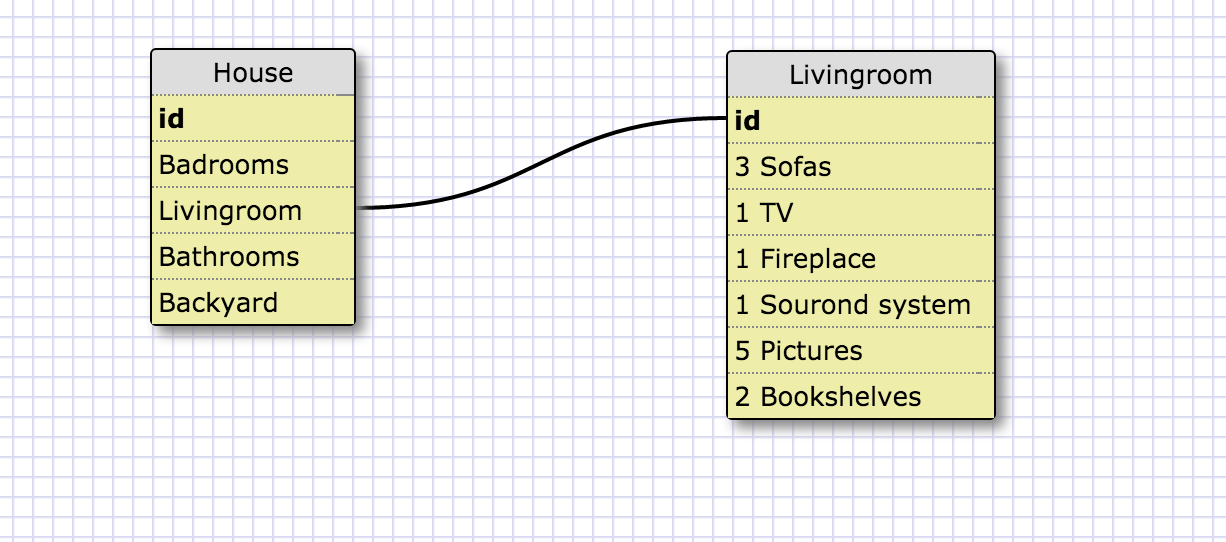 House
id
Badrooms
Livingroom
Bathrooms
Backyard
Livingroom
id
3 Sofas
1 TV
1 Fireplace
1 Sourond system
5 Pictures
2 Bookshelves